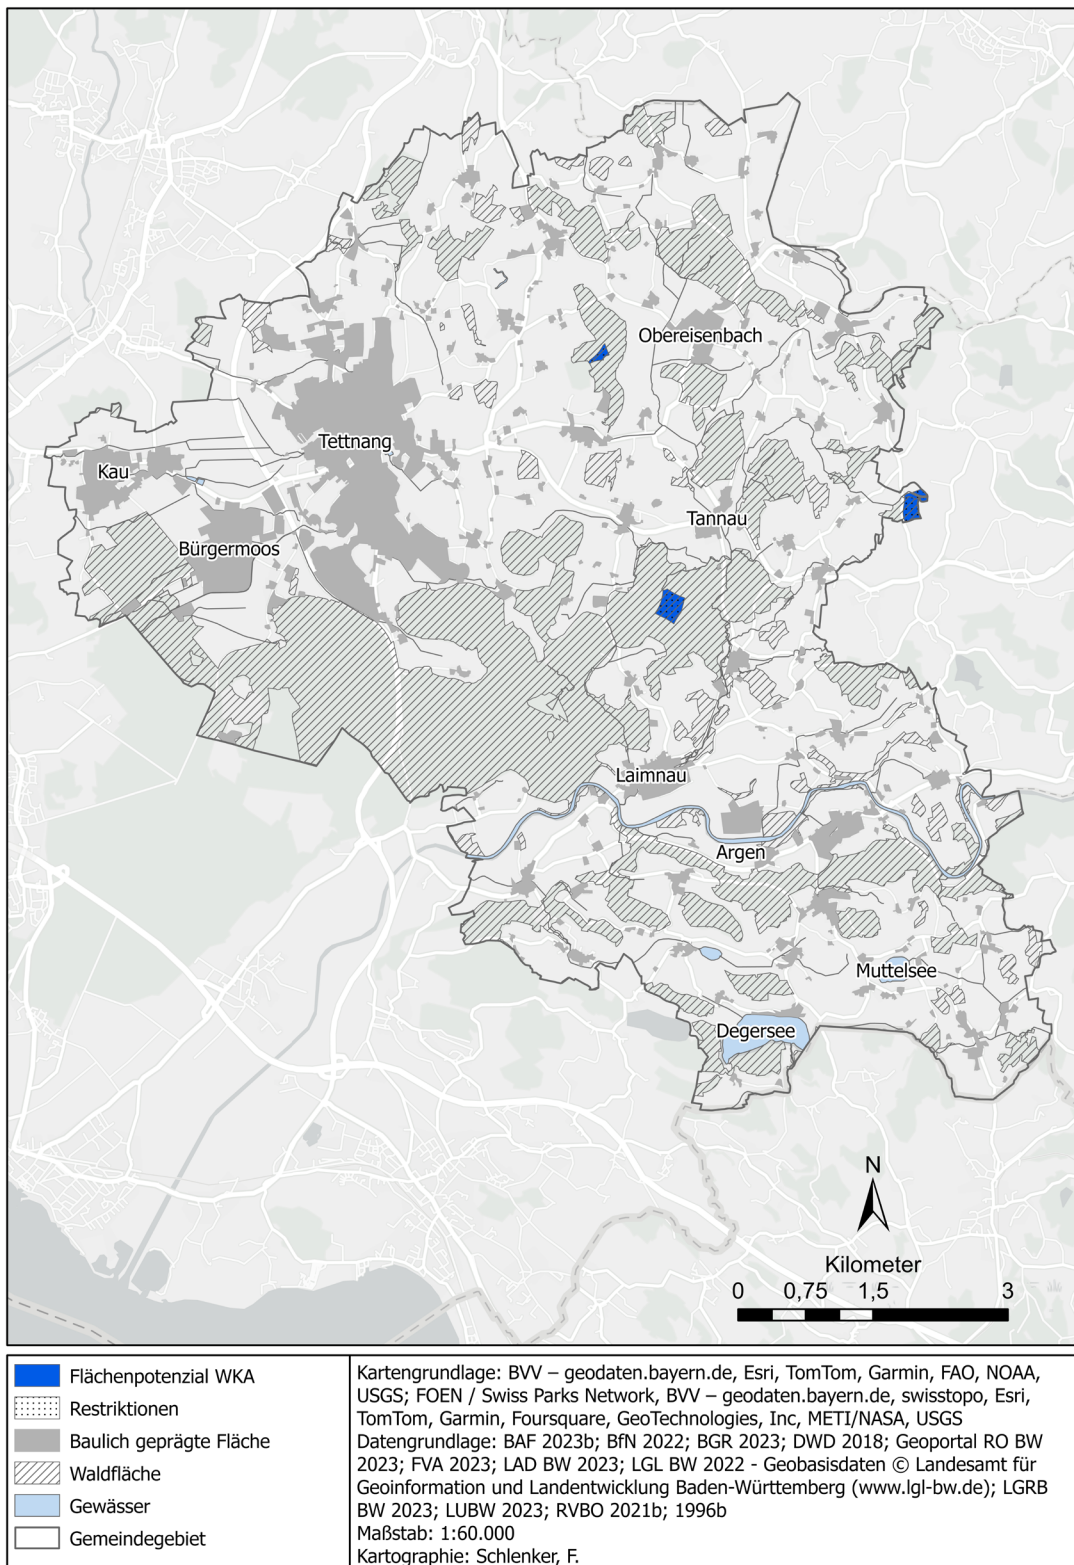 Obereisenbach
Tettnang
Kau
Tannau
Bürgermoos
Laimnau
Argen
Muttelsee
Degersee
N
Kilometer
0 0,75 1,5 3
Flächenpotenzial WKA
Restriktionen
Baulich geprägte Fläche
Waldfläche
Gewässer
Gemeindegebiet
Kartengrundlage: BVV – geodaten.bayern.de, Esri, TomTom, Garmin, FAO, NOAA,
USGS; FOEN / Swiss Parks Network, BVV – geodaten.bayern.de, swisstopo, Esri,
TomTom, Garmin, Foursquare, GeoTechnologies, Inc, METI/NASA, USGS
Datengrundlage: BAF 2023b; BfN 2022; BGR 2023; DWD 2018; Geoportal RO BW
2023; FVA 2023; LAD BW 2023; LGL BW 2022 - Geobasisdaten © Landesamt für
Geoinformation und Landentwicklung Baden-Württemberg (www.lgl-bw.de); LGRB
BW 2023; LUBW 2023; RVBO 2021b; 1996b
Maßstab: 1:60.000
Kartographie: Schlenker, F.